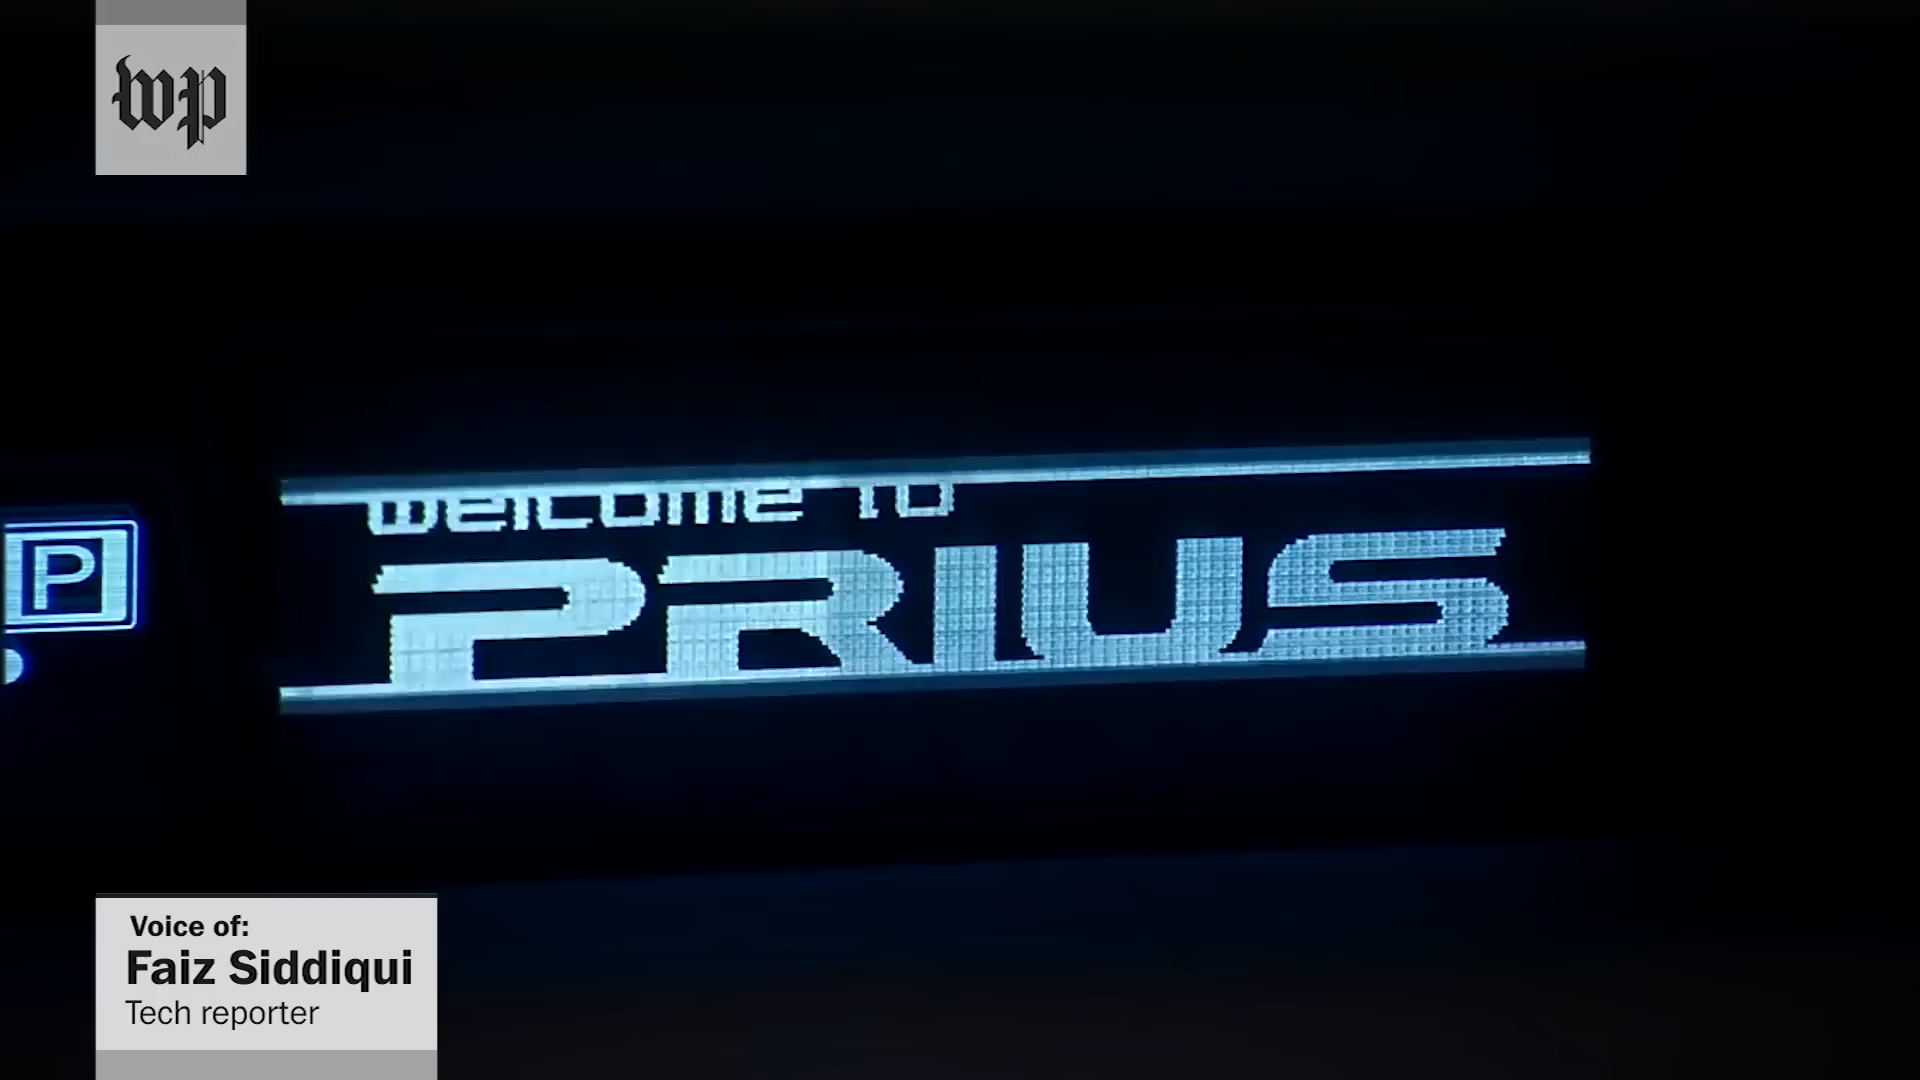 wp
WELCOME TO
PRIUS
P
Voice of:
Faiz Siddiqui
Tech reporter